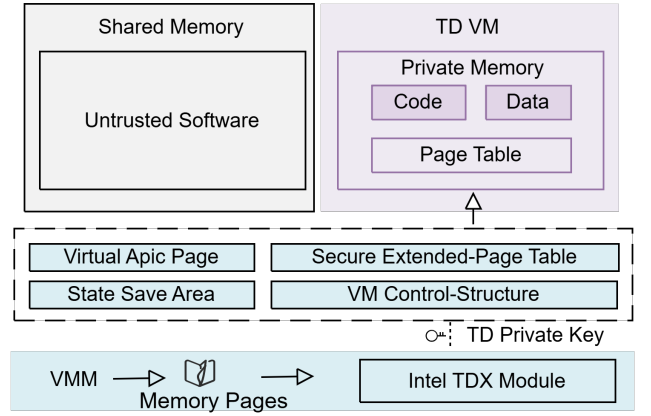 Shared Memory
TD VM
Untrusted Software
Private Memory
Code
Data
Page Table
Virtual Apic Page
Secure Extended-Page Table
State Save Area
VM Control-Structure
TD Private Key
VMM
Memory Pages
Intel TDX Module